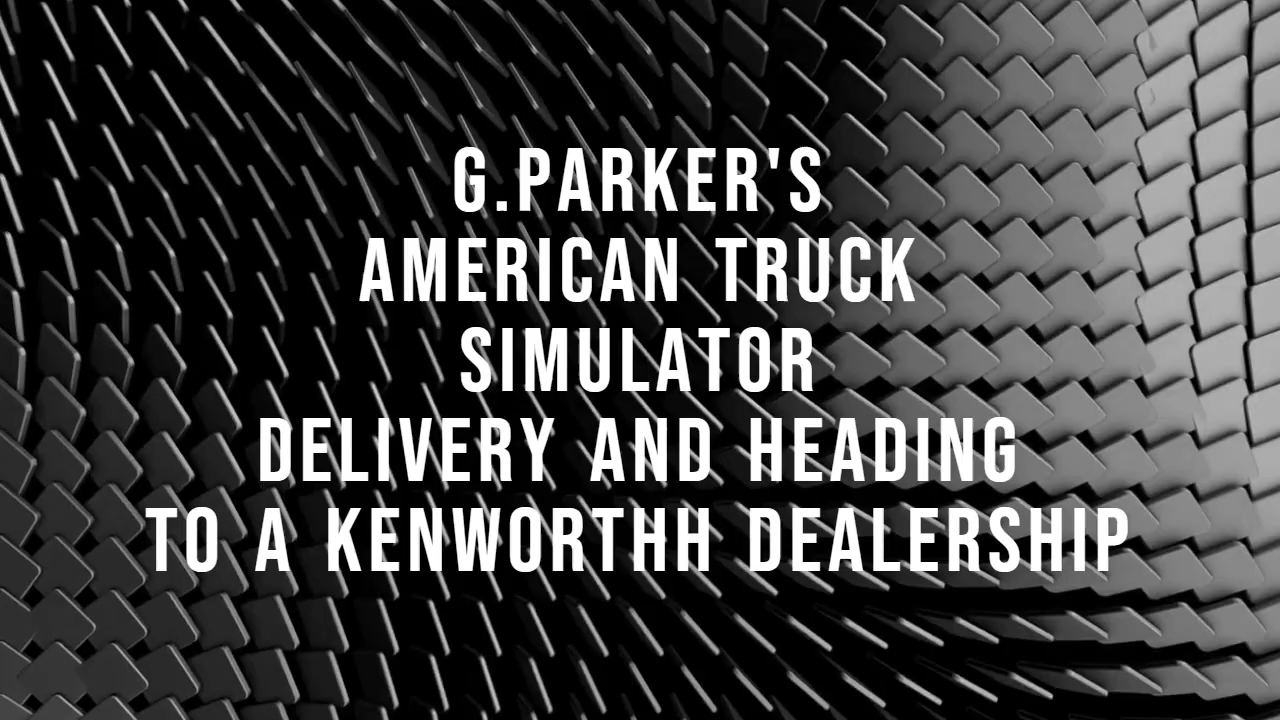 G.PARKER'S
AMERICAN TRUCK
SIMULATOR
DELIVERY AND HEADING
TO A KENWORTHH DEALERSHIP